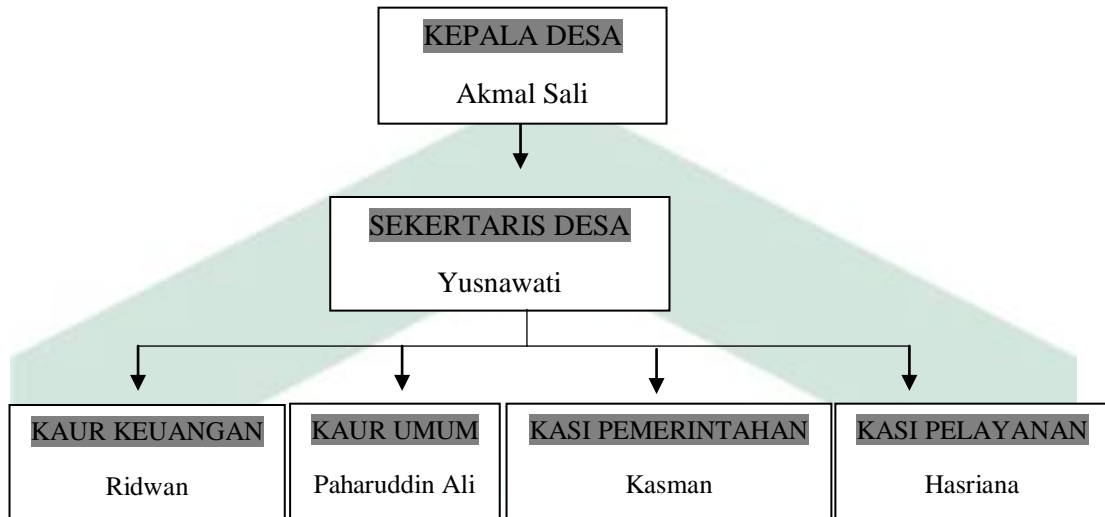 KEPALA DESA
Akmal Sali
SEKERTARIS DESA
Yusnawati
KAUR KEUANGAN
Ridwan
KAUR UMUM
Paharuddin Ali
KASI PEMERINTAHAN
Kasman
KASI PELAYANAN
Hasriana